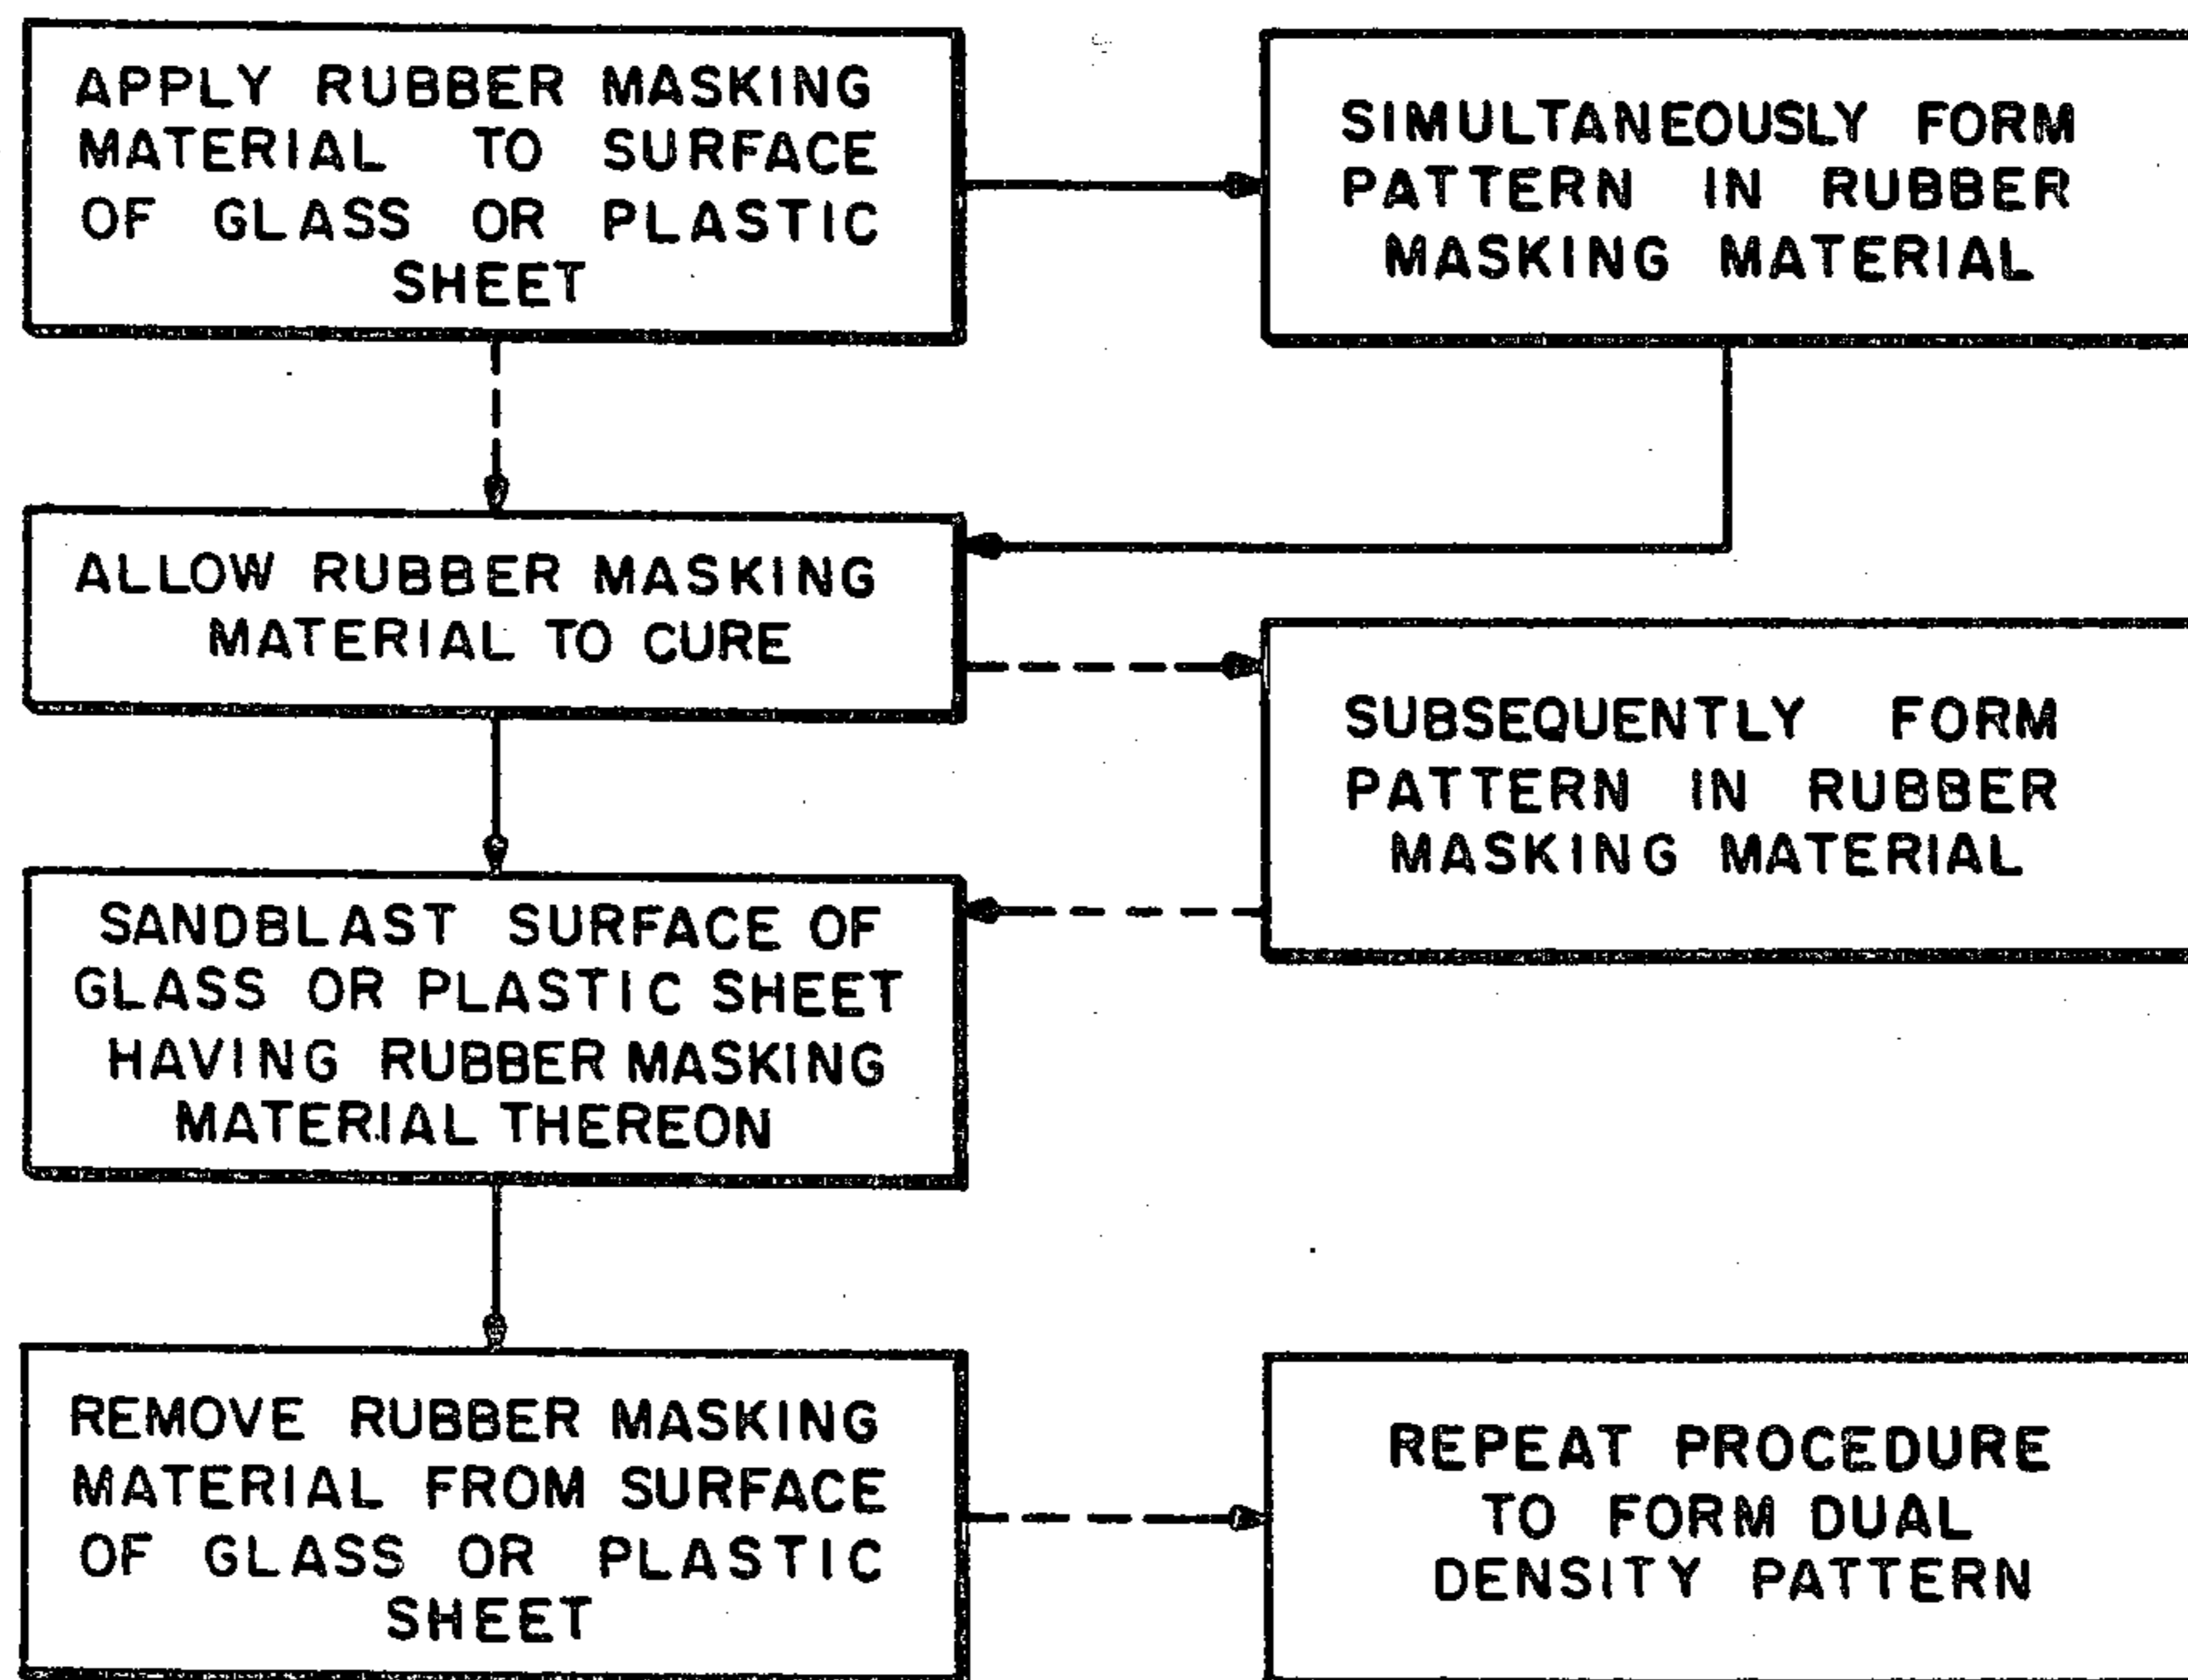 APPLY RUBBER MASKING
MATERIAL TO SURFACE
OF GLASS OR PLASTIC
SHEET
SIMULTANEOUSLY FORM
PATTERN IN RUBBER
MASKING MATERIAL
ALLOW RUBBER MASKING
MATERIAL TO CURE
SUBSEQUENTLY FORM
PATTERN IN RUBBER
MASKING MATERIAL
SANDBLAST SURFACE OF
GLASS OR PLASTIC SHEET
HAVING RUBBER MASKING
MATERIAL THEREON
REMOVE RUBBER MASKING
MATERIAL FROM SURFACE
OF GLASS OR PLASTIC
SHEET
REPEAT PROCEDURE
TO FORM DUAL
DENSITY PATTERN